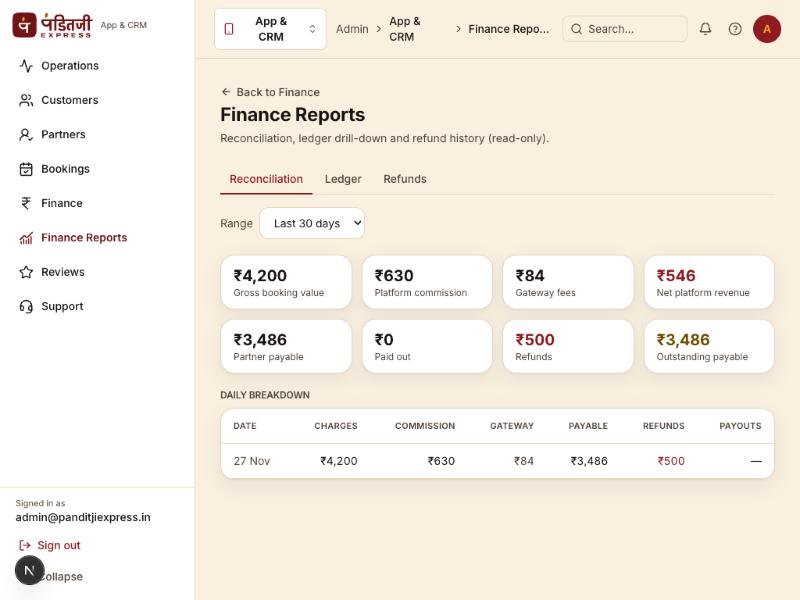 पं पंडितजी
EXPRESS
App & CRM
Operations
Customers
Partners
Bookings
Finance
Finance Reports
Reviews
Support
Signed in as
admin@panditjiexpress.in
Sign out
N
ollapse
App &
CRM
Admin > App &
CRM > Finance Repo...
Search...
A
Back to Finance
Finance Reports
Reconciliation, ledger drill-down and refund history (read-only).
Reconciliation Ledger Refunds
Range Last 30 days
₹4,200 ₹630 ₹84 ₹546
Gross booking value Platform commission Gateway fees Net platform revenue
₹3,486 ₹0 ₹500 ₹3,486
Partner payable Paid out Refunds Outstanding payable
DAILY BREAKDOWN
DATE CHARGES COMMISSION GATEWAY PAYABLE REFUNDS PAYOUTS
27 Nov ₹4,200 ₹630 ₹84 ₹3,486 ₹500 —